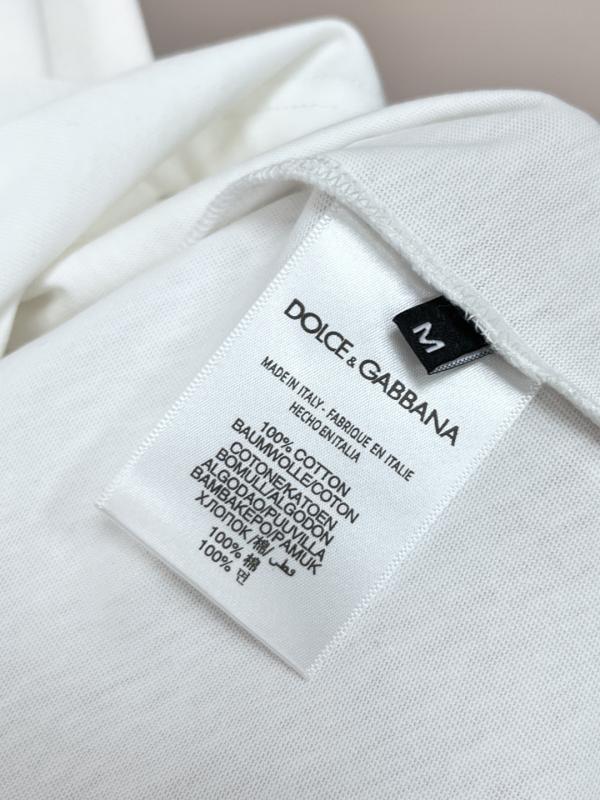 DOLCE & GABBANA
M
MADE IN ITALY - FABRIQUE EN ITALIE
HECHO EN ITALIA
100% COTTON
BAUMWOLLE/COTON
COTONE/KATOEN
BOMULL/ALGODON
ALGODAO/PUUVILLA
BAMBAKEPO/PAMUK
ХЛОПОК /棉/ قطن
100% 棉
100% 면